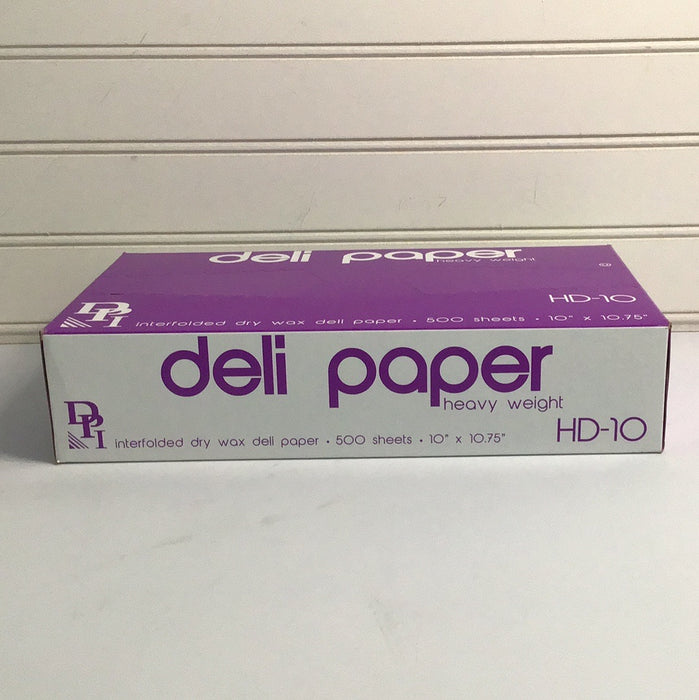 deli paper
heavy weight
HD-10
DPI
interfolded dry wax deli paper • 500 sheets • 10" x 10.75"
deli paper
heavy weight
DPI
interfolded dry wax deli paper • 500 sheets • 10" x 10.75"
HD-10